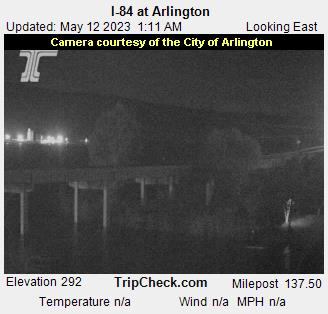 I-84 at Arlington
Updated: May 12 2023 1:11 AM Looking East
Camera courtesy of the City of Arlington
Elevation 292 TripCheck.com Milepost 137.50
Temperature n/a Wind n/a MPH n/a